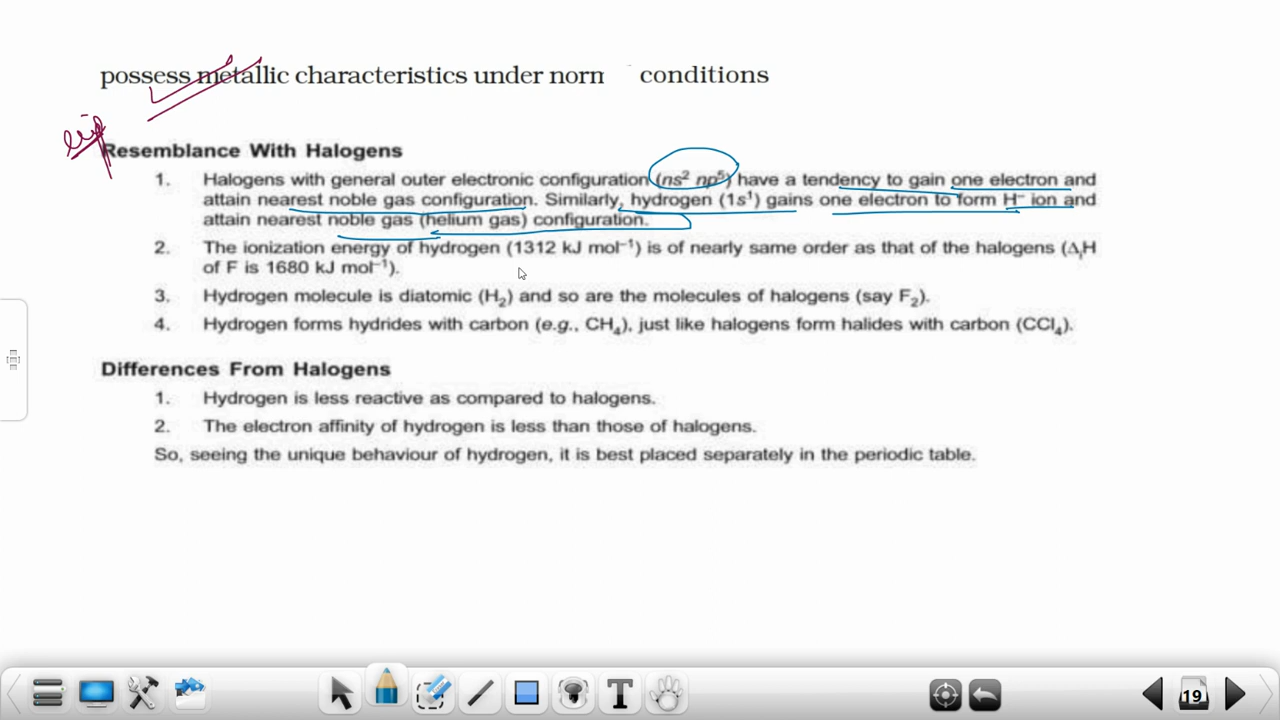 possess metallic characteristics under norm conditions
Resemblance With Halogens
1. Halogens with general outer electronic configuration (ns² np⁵) have a tendency to gain one electron and
attain nearest noble gas configuration. Similarly, hydrogen (1s¹) gains one electron to form H⁻ ion and
attain nearest noble gas (helium gas) configuration.
2. The ionization energy of hydrogen (1312 kJ mol⁻¹) is of nearly same order as that of the halogens (ΔᵢH
of F is 1680 kJ mol⁻¹).
3. Hydrogen molecule is diatomic (H₂) and so are the molecules of halogens (say F₂).
4. Hydrogen forms hydrides with carbon (e.g., CH₄), just like halogens form halides with carbon (CCl₄).
Differences From Halogens
1. Hydrogen is less reactive as compared to halogens.
2. The electron affinity of hydrogen is less than those of halogens.
So, seeing the unique behaviour of hydrogen, it is best placed separately in the periodic table.
T
19